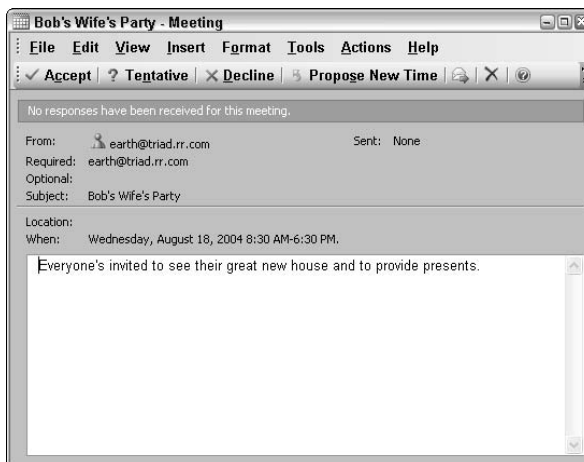 Bob's Wife's Party - Meeting
File Edit View Insert Format Tools Actions Help
Accept ? Tentative Decline Propose New Time
No responses have been received for this meeting.
From: earth@triad.rr.com Sent: None
Required: earth@triad.rr.com
Optional:
Subject: Bob's Wife's Party
Location:
When: Wednesday, August 18, 2004 8:30 AM-6:30 PM.
Everyone's invited to see their great new house and to provide presents.